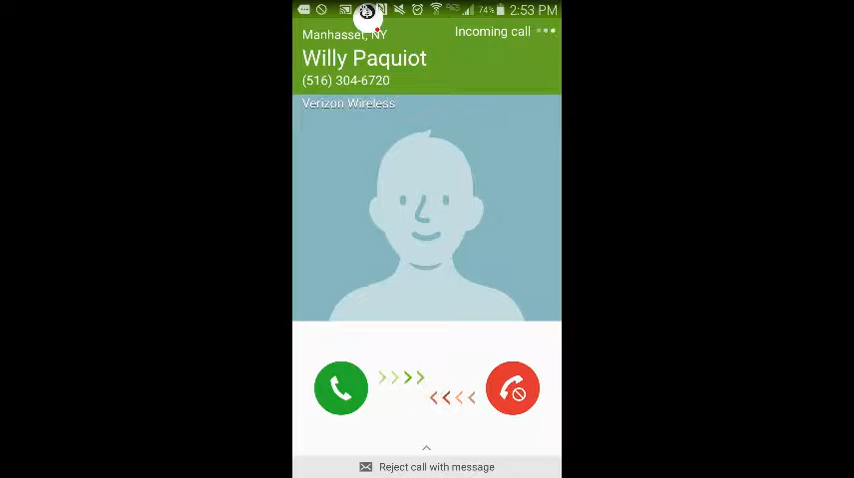 74% 2:53 PM
Manhasset, NY
Incoming call
Willy Paquiot
(516) 304-6720
Verizon Wireless
Reject call with message